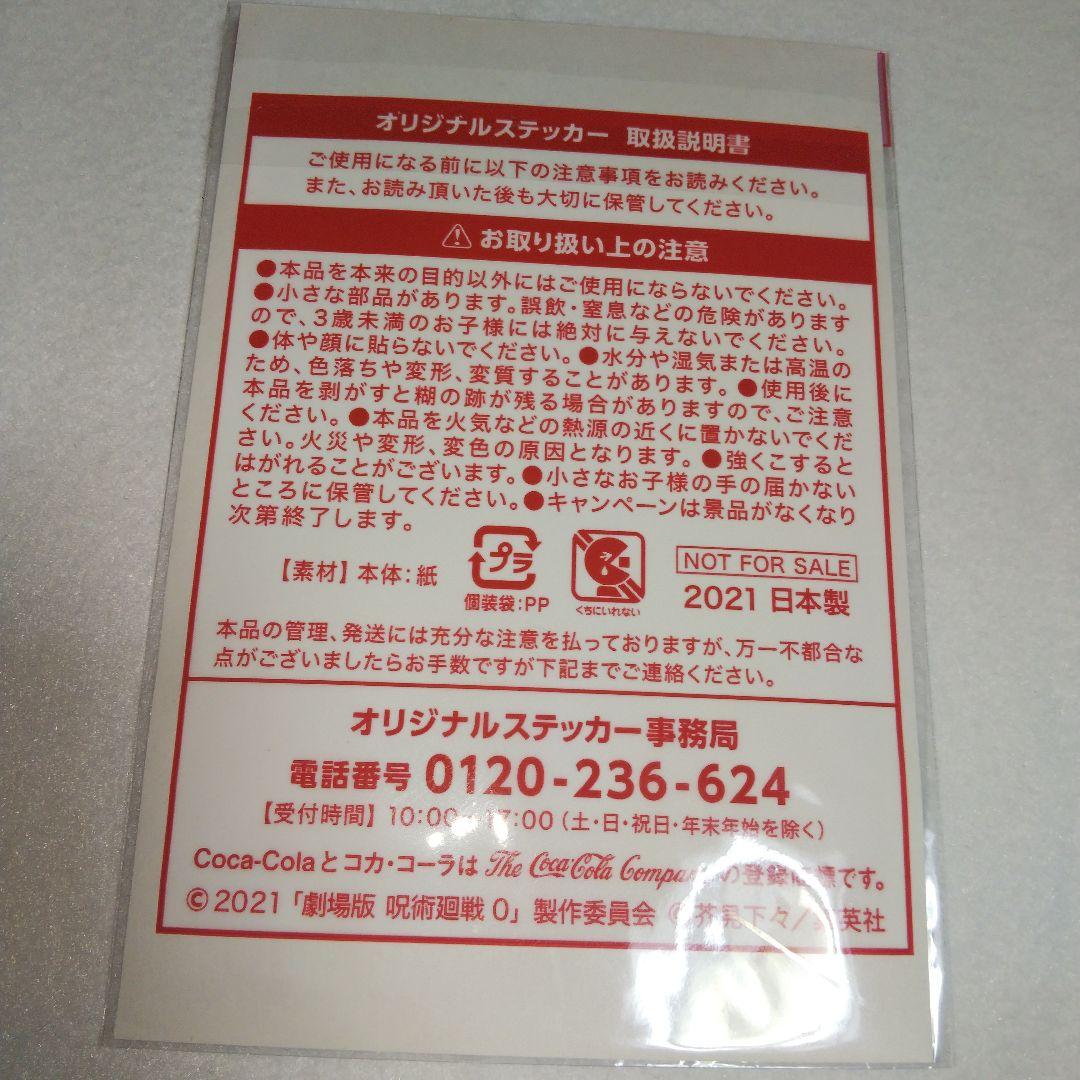 オリジナルステッカー 取扱説明書
ご使用になる前に以下の注意事項をお読みください。
また、お読み頂いた後も大切に保管してください。
お取り扱い上の注意
●本品を本来の目的以外にはご使用にならないでください。
●小さな部品があります。誤飲・窒息などの危険があります
ので、3歳未満のお子様には絶対に与えないでください。
●体や顔に貼らないでください。●水分や湿気または高温の
ため、色落ちや変形、変質することがあります。●使用後に
本品を剥がすと糊の跡が残る場合がありますので、ご注意
ください。●本品を火気などの熱源の近くに置かないでくだ
さい。火災や変形、変色の原因となります。●強くこすると
はがれることがございます。●小さなお子様の手の届かない
ところに保管してください。●キャンペーンは景品がなくなり
次第終了します。
【素材】本体:紙
プラ
個装袋:PP
くちにいれない
NOT FOR SALE
2021 日本製
本品の管理、発送には充分な注意を払っておりますが、万一不都合な
点がございましたらお手数ですが下記までご連絡ください。
オリジナルステッカー事務局
電話番号 0120-236-624
【受付時間】10:00 17:00(土・日・祝日・年末年始を除く)
Coca-Colaとコカ・コーラは The Coca-Cola Companyの登録商標です。
©2021「劇場版 呪術廻戦 0」製作委員会 ©芥見下々/集英社